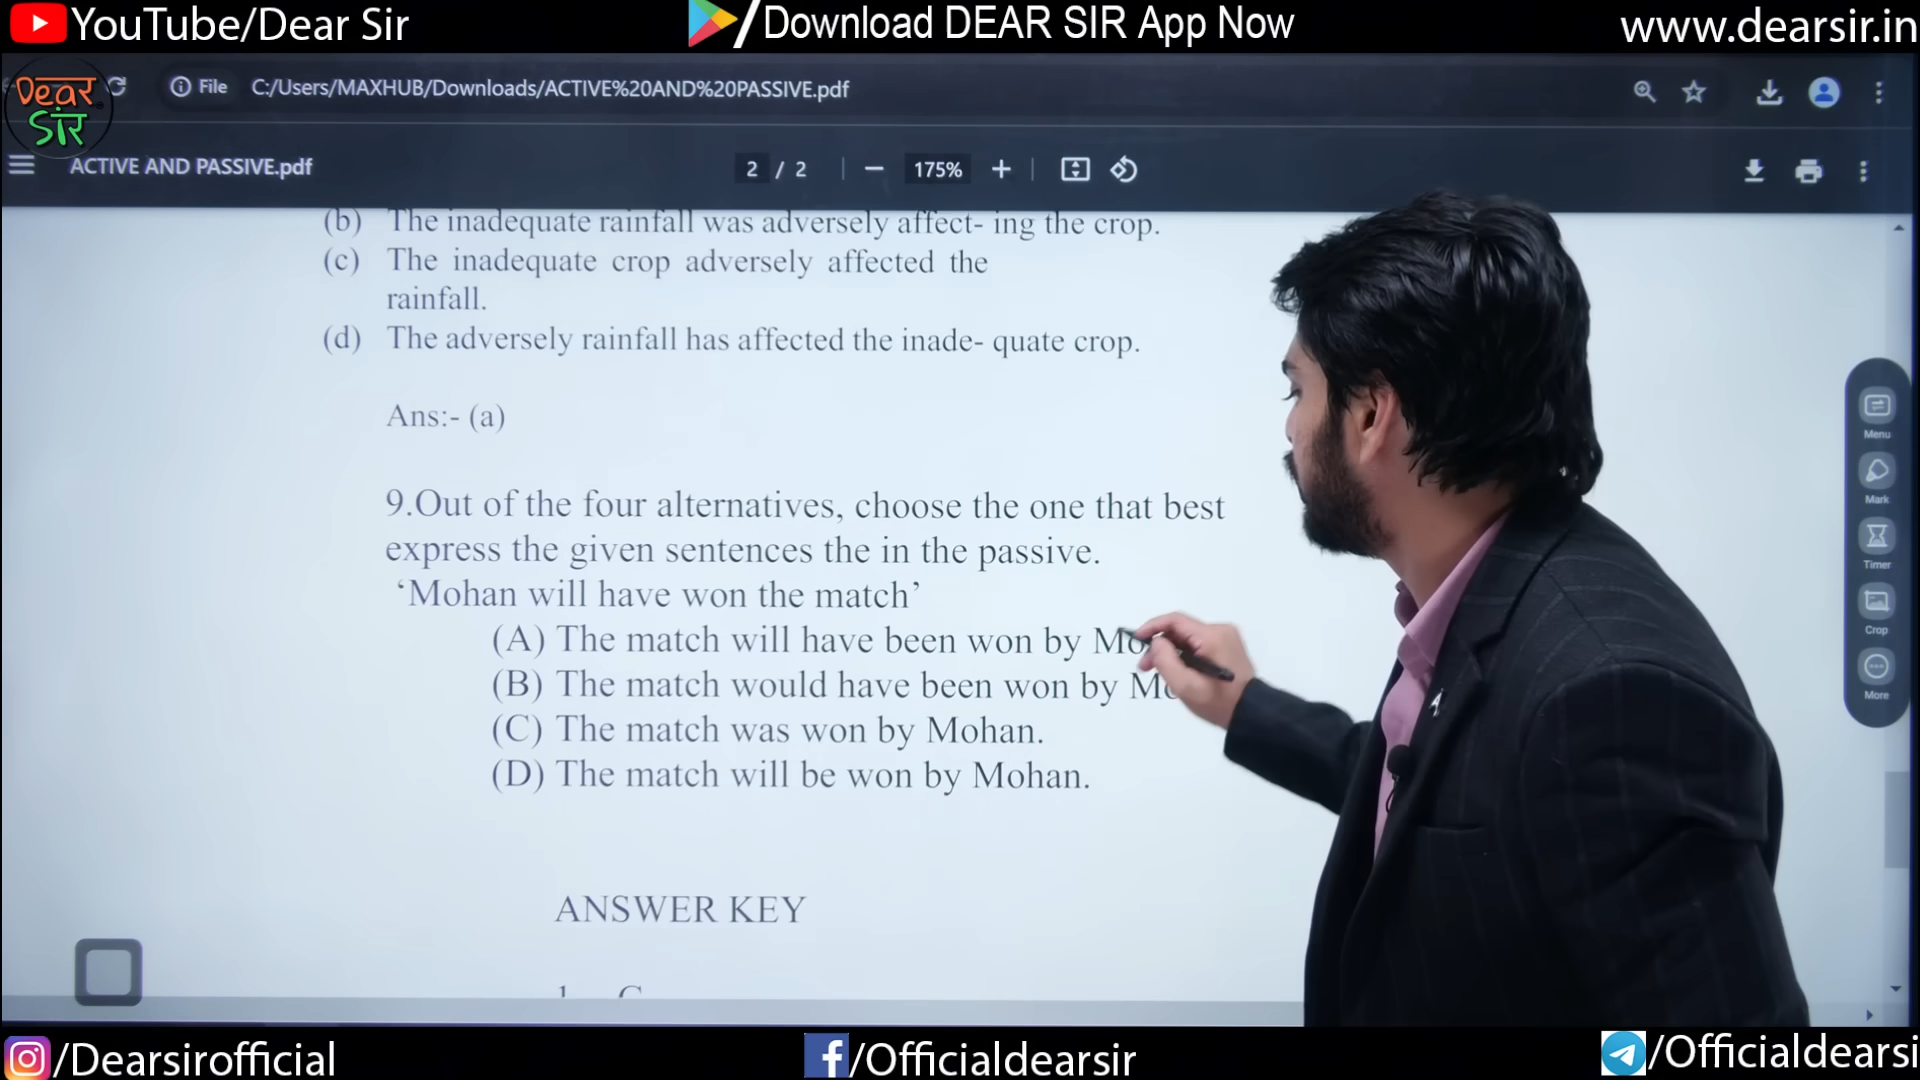 YouTube/Dear Sir
/Download DEAR SIR App Now
www.dearsir.in
Dear
Sir
File C:/Users/MAXHUB/Downloads/ACTIVE%20AND%20PASSIVE.pdf
ACTIVE AND PASSIVE.pdf
2 / 2
175%
(b) The inadequate rainfall was adversely affect- ing the crop.
(c) The inadequate crop adversely affected the
rainfall.
(d) The adversely rainfall has affected the inade- quate crop.
Ans:- (a)
9.Out of the four alternatives, choose the one that best
express the given sentences the in the passive.
‘Mohan will have won the match’
(A) The match will have been won by Mo
(B) The match would have been won by Mo
(C) The match was won by Mohan.
(D) The match will be won by Mohan.
ANSWER KEY
Menu
Mark
Timer
Crop
More
/Dearsirofficial
/Officialdearsir
/Officialdearsi